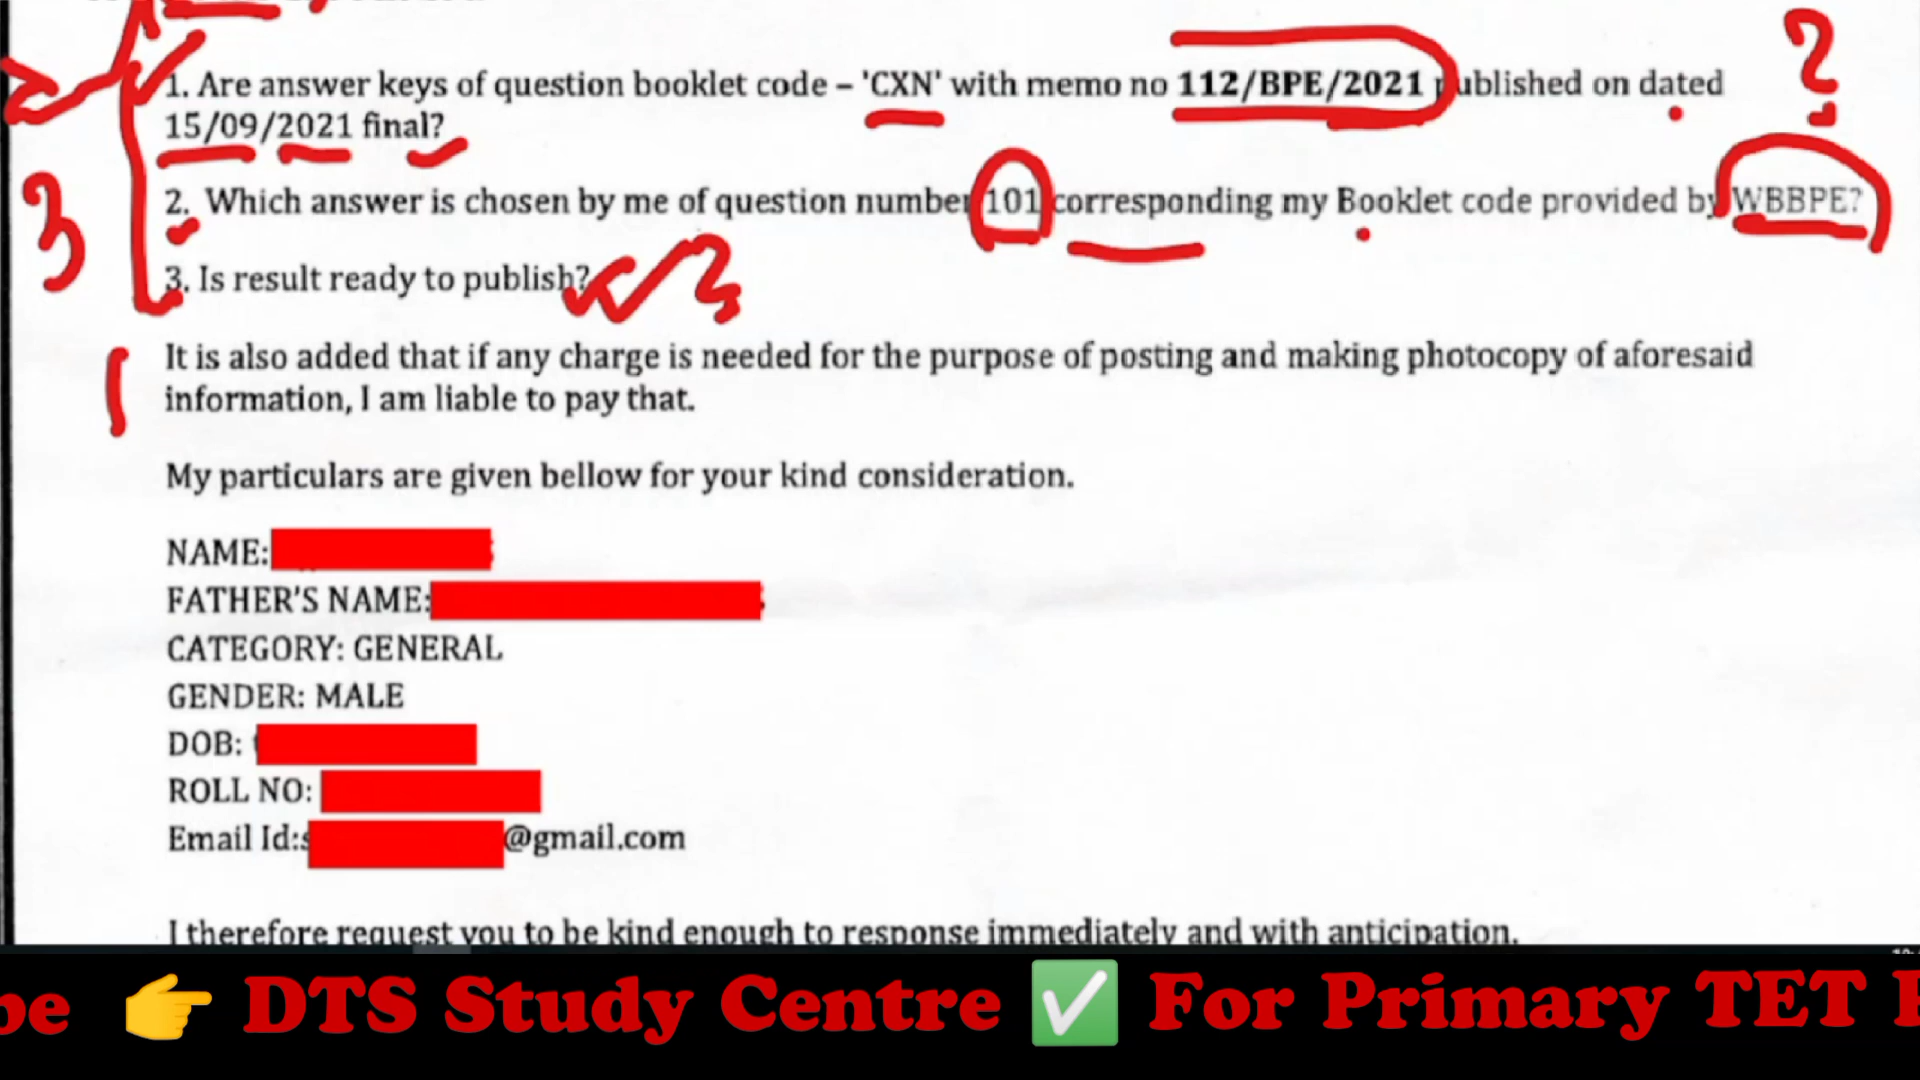 1. Are answer keys of question booklet code – 'CXN' with memo no 112/BPE/2021 published on dated
15/09/2021 final?
2. Which answer is chosen by me of question number 101 corresponding my Booklet code provided by WBBPE?
3. Is result ready to publish?
3
It is also added that if any charge is needed for the purpose of posting and making photocopy of aforesaid
information, I am liable to pay that.
My particulars are given bellow for your kind consideration.
NAME:
FATHER'S NAME:
CATEGORY: GENERAL
GENDER: MALE
DOB:
ROLL NO:
Email Id:s @gmail.com
I therefore request you to be kind enough to response immediately and with anticipation.
👉 DTS Study Centre ✅ For Primary TET